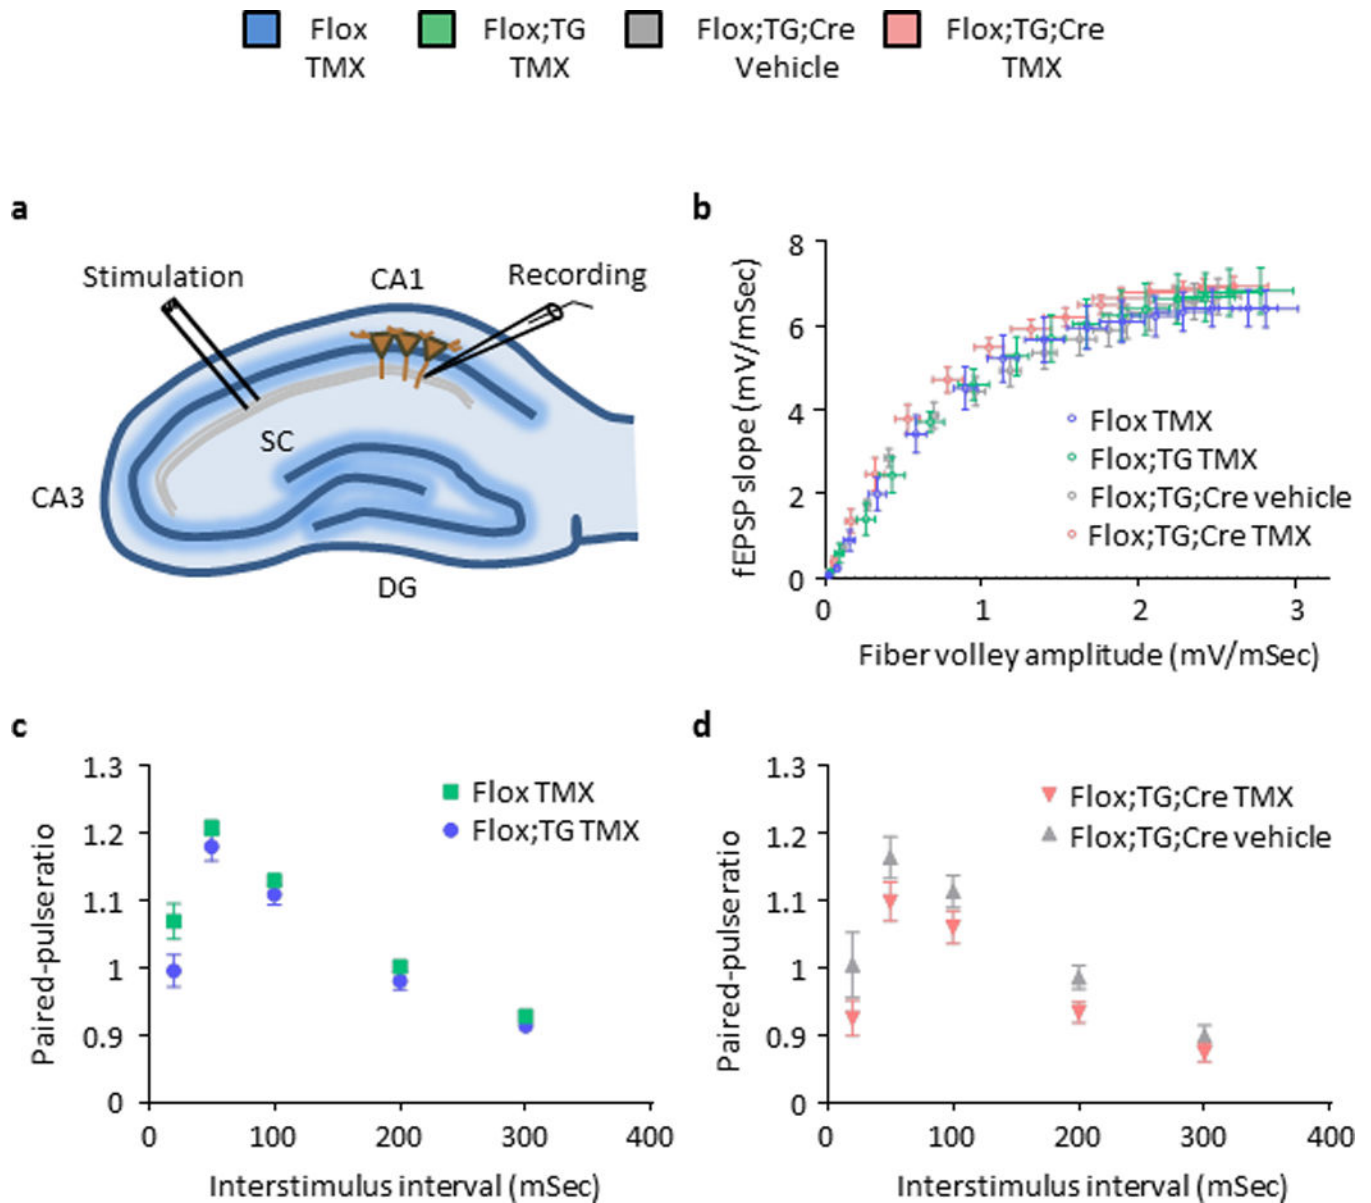 Flox Flox;TG Flox;TG;Cre Flox;TG;Cre
TMX TMX Vehicle TMX
a
Stimulation
CA1
Recording
SC
CA3
DG
b
fEPSP slope (mV/mSec)
8
6
4
2
0
Flox TMX
Flox;TG TMX
Flox;TG;Cre vehicle
Flox;TG;Cre TMX
0 1 2 3
Fiber volley amplitude (mV/mSec)
c
Paired-pulse ratio
1.3
1.2
1.1
1
0.9
0
Flox TMX
Flox;TG TMX
0 100 200 300 400
Interstimulus interval (mSec)
d
Paired-pulse ratio
1.3
1.2
1.1
1
0.9
0
Flox;TG;Cre TMX
Flox;TG;Cre vehicle
0 100 200 300 400
Interstimulus interval (mSec)